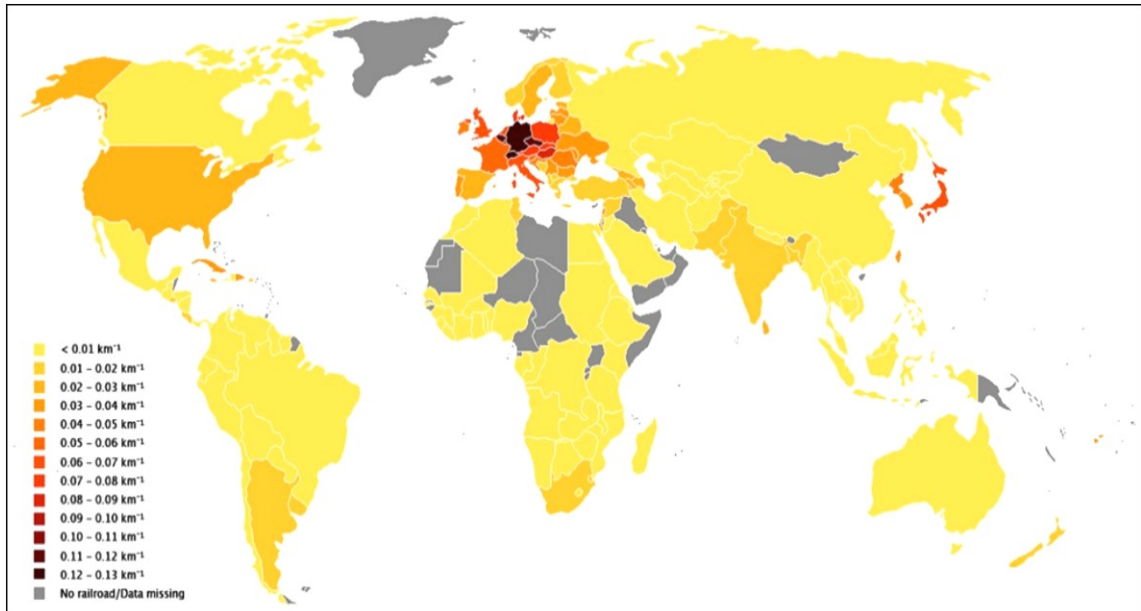 < 0.01 km⁻¹
0.01 – 0.02 km⁻¹
0.02 – 0.03 km⁻¹
0.03 – 0.04 km⁻¹
0.04 – 0.05 km⁻¹
0.05 – 0.06 km⁻¹
0.06 – 0.07 km⁻¹
0.07 – 0.08 km⁻¹
0.08 – 0.09 km⁻¹
0.09 – 0.10 km⁻¹
0.10 – 0.11 km⁻¹
0.11 – 0.12 km⁻¹
0.12 – 0.13 km⁻¹
No railroad/Data missing